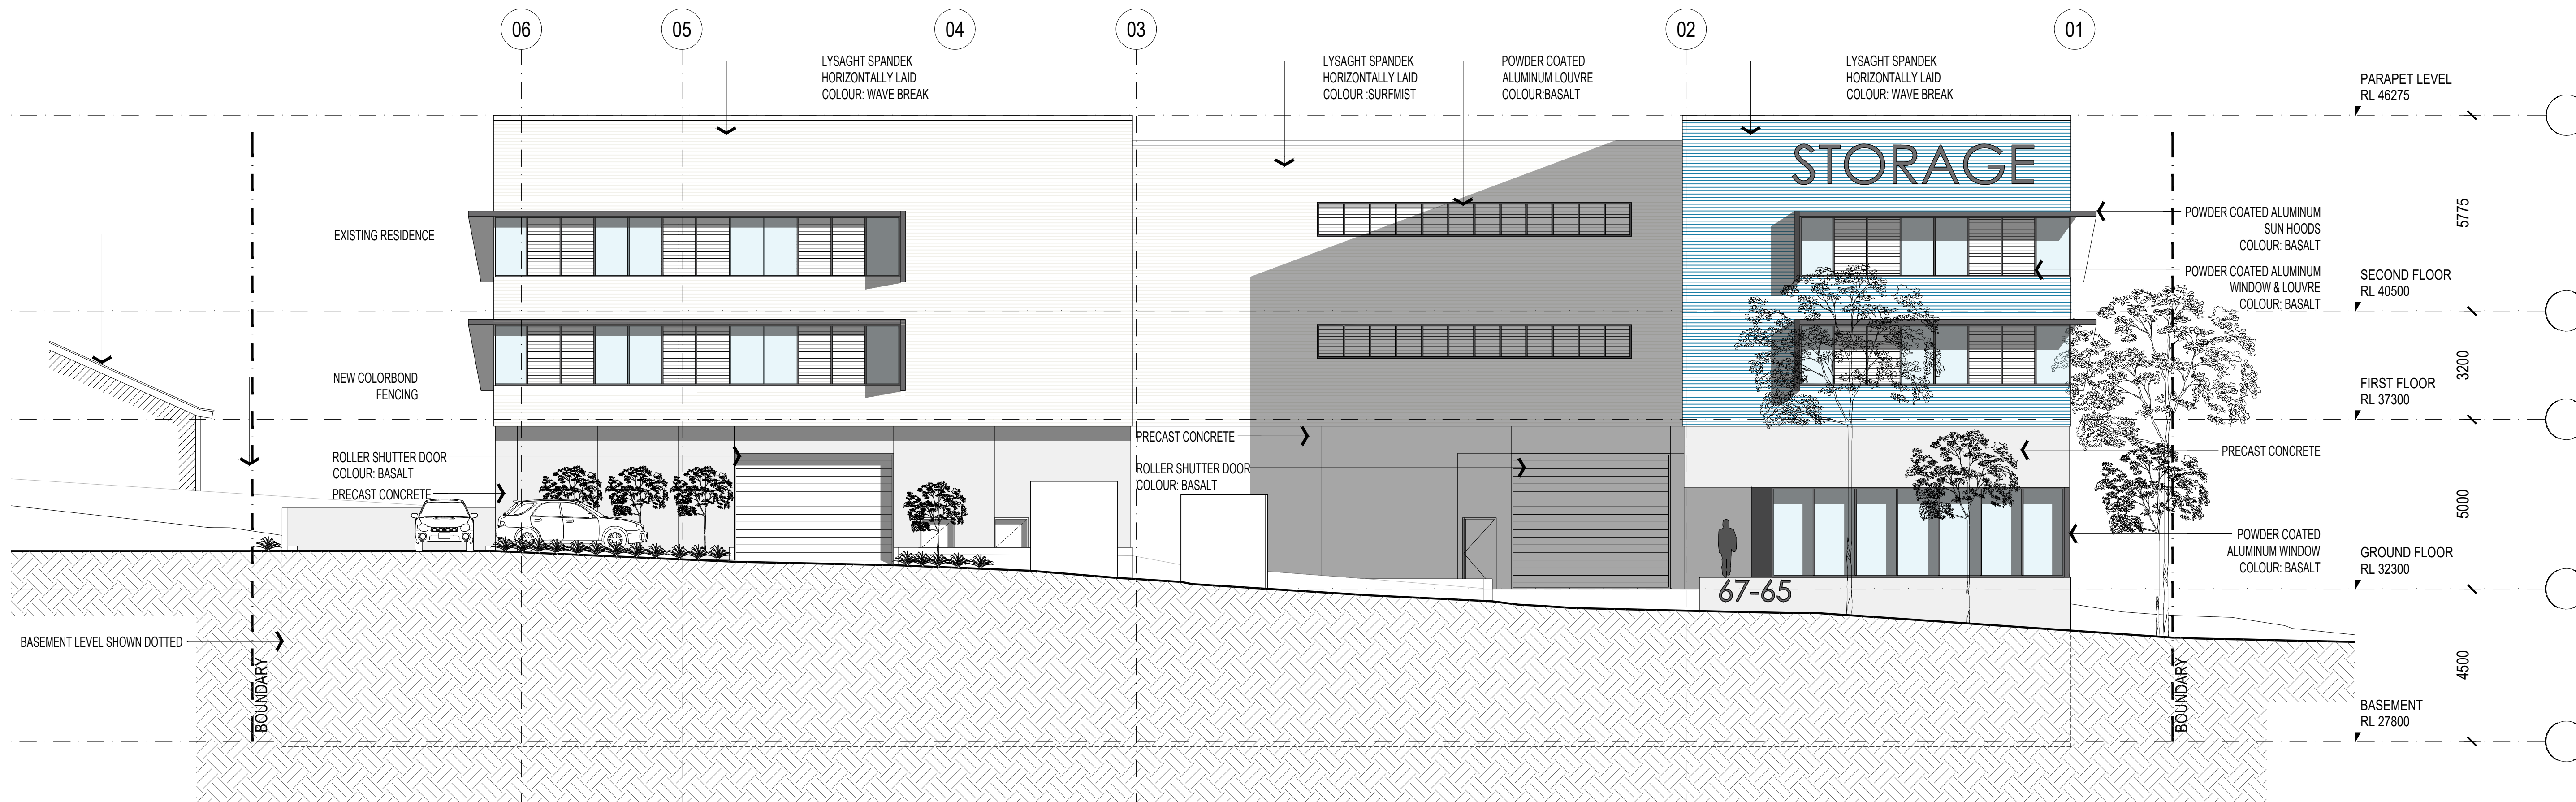 06
05
04
03
02
01
LYSAGHT SPANDEK
HORIZONTALLY LAID
COLOUR: WAVE BREAK
LYSAGHT SPANDEK
HORIZONTALLY LAID
COLOUR :SURFMIST
POWDER COATED
ALUMINUM LOUVRE
COLOUR:BASALT
LYSAGHT SPANDEK
HORIZONTALLY LAID
COLOUR: WAVE BREAK
PARAPET LEVEL
RL 46275
STORAGE
EXISTING RESIDENCE
POWDER COATED ALUMINUM
SUN HOODS
COLOUR: BASALT
5775
POWDER COATED ALUMINUM
WINDOW & LOUVRE
COLOUR: BASALT
SECOND FLOOR
RL 40500
NEW COLORBOND
FENCING
3200
FIRST FLOOR
RL 37300
ROLLER SHUTTER DOOR
COLOUR: BASALT
PRECAST CONCRETE
PRECAST CONCRETE
ROLLER SHUTTER DOOR
COLOUR: BASALT
PRECAST CONCRETE
5000
POWDER COATED
ALUMINUM WINDOW
COLOUR: BASALT
GROUND FLOOR
RL 32300
67-65
BASEMENT LEVEL SHOWN DOTTED
BOUNDARY
BOUNDARY
4500
BASEMENT
RL 27800